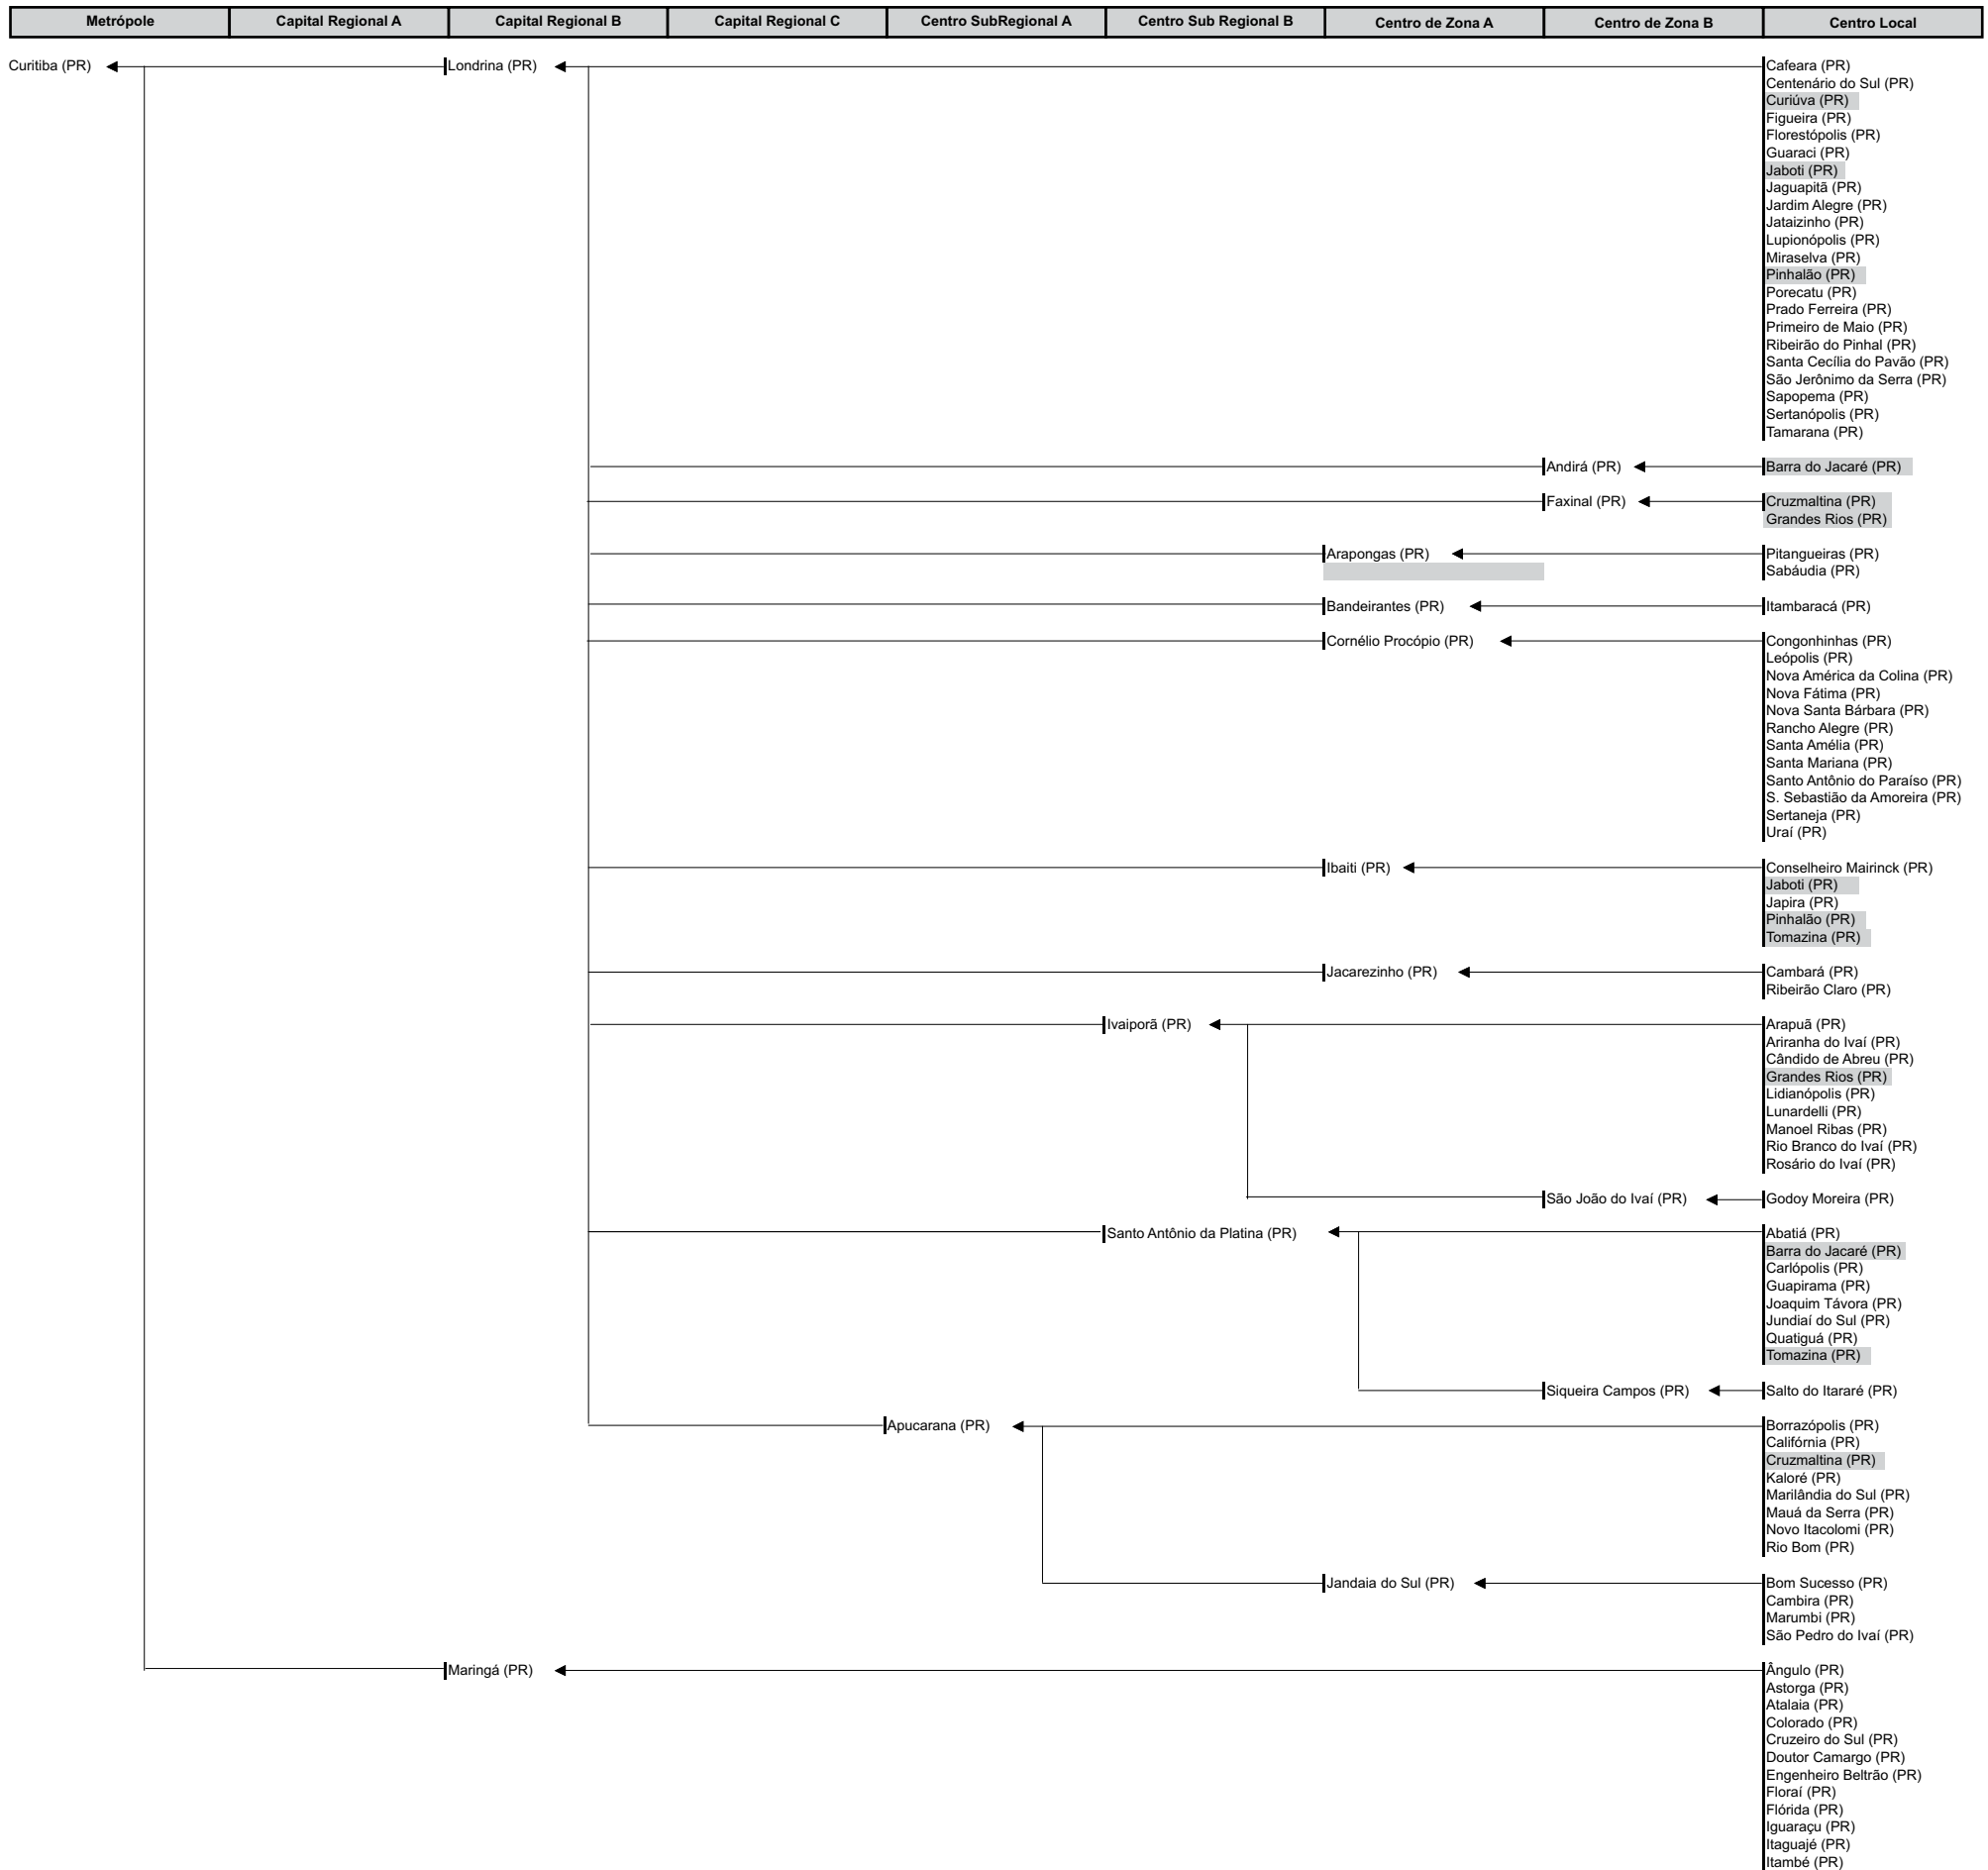 Metrópole Capital Regional A Capital Regional B Capital Regional C Centro SubRegional A Centro Sub Regional B Centro de Zona A Centro de Zona B Centro Local
Curitiba (PR) Londrina (PR) Cafeara (PR)
Centenário do Sul (PR)
Curiúva (PR)
Figueira (PR)
Florestópolis (PR)
Guaraci (PR)
Jaboti (PR)
Jaguapitã (PR)
Jardim Alegre (PR)
Jataizinho (PR)
Lupionópolis (PR)
Miraselva (PR)
Pinhalão (PR)
Porecatu (PR)
Prado Ferreira (PR)
Primeiro de Maio (PR)
Ribeirão do Pinhal (PR)
Santa Cecília do Pavão (PR)
São Jerônimo da Serra (PR)
Sapopema (PR)
Sertanópolis (PR)
Tamarana (PR)
Andirá (PR) Barra do Jacaré (PR)
Faxinal (PR) Cruzmaltina (PR)
Grandes Rios (PR)
Arapongas (PR) Pitangueiras (PR)
Sabáudia (PR)
Bandeirantes (PR) Itambaracá (PR)
Cornélio Procópio (PR) Congonhinhas (PR)
Leópolis (PR)
Nova América da Colina (PR)
Nova Fátima (PR)
Nova Santa Bárbara (PR)
Rancho Alegre (PR)
Santa Amélia (PR)
Santa Mariana (PR)
Santo Antônio do Paraíso (PR)
S. Sebastião da Amoreira (PR)
Sertaneja (PR)
Uraí (PR)
Ibaiti (PR) Conselheiro Mairinck (PR)
Jaboti (PR)
Japira (PR)
Pinhalão (PR)
Tomazina (PR)
Jacarezinho (PR) Cambará (PR)
Ribeirão Claro (PR)
Ivaiporã (PR) Arapuã (PR)
Ariranha do Ivaí (PR)
Cândido de Abreu (PR)
Grandes Rios (PR)
Lidianópolis (PR)
Lunardelli (PR)
Manoel Ribas (PR)
Rio Branco do Ivaí (PR)
Rosário do Ivaí (PR)
São João do Ivaí (PR) Godoy Moreira (PR)
Santo Antônio da Platina (PR) Abatiá (PR)
Barra do Jacaré (PR)
Carlópolis (PR)
Guapirama (PR)
Joaquim Távora (PR)
Jundiaí do Sul (PR)
Quatiguá (PR)
Tomazina (PR)
Siqueira Campos (PR) Salto do Itararé (PR)
Apucarana (PR) Borrazópolis (PR)
Califórnia (PR)
Cruzmaltina (PR)
Kaloré (PR)
Marilândia do Sul (PR)
Mauá da Serra (PR)
Novo Itacolomi (PR)
Rio Bom (PR)
Jandaia do Sul (PR) Bom Sucesso (PR)
Cambira (PR)
Marumbi (PR)
São Pedro do Ivaí (PR)
Maringá (PR) Ângulo (PR)
Astorga (PR)
Atalaia (PR)
Colorado (PR)
Cruzeiro do Sul (PR)
Doutor Camargo (PR)
Engenheiro Beltrão (PR)
Floraí (PR)
Flórida (PR)
Iguaraçu (PR)
Itaguajé (PR)
Itambé (PR)